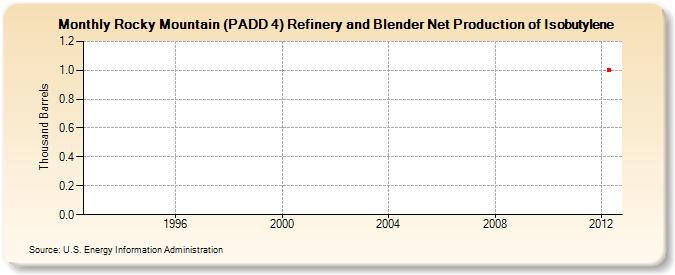 Monthly Rocky Mountain (PADD 4) Refinery and Blender Net Production of Isobutylene
Thousand Barrels
1.2
1.0
0.8
0.6
0.4
0.2
0.0
1996 2000 2004 2008 2012
Source: U.S. Energy Information Administration